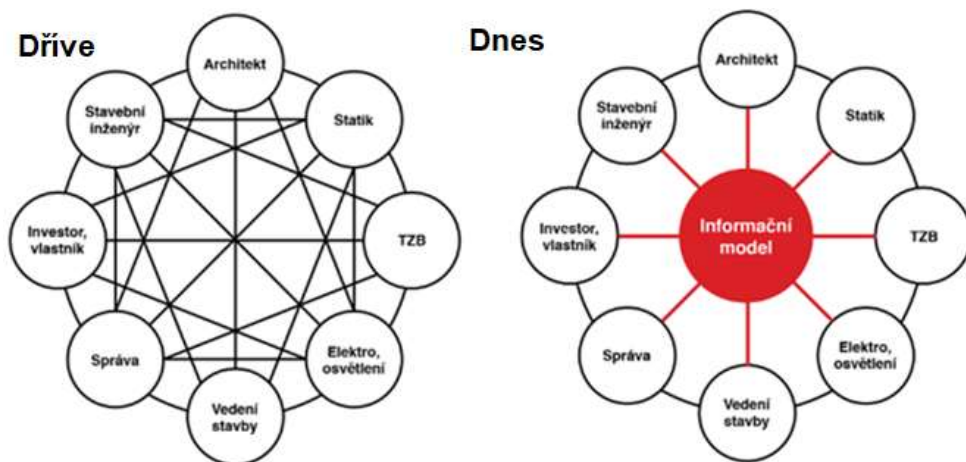 Dříve
Architekt
Stavební
inženýr
Statik
Investor,
vlastník
TZB
Správa
Elektro,
osvětlení
Vedení
stavby
Dnes
Architekt
Stavební
inženýr
Statik
Investor,
vlastník
Informační
model
TZB
Správa
Elektro,
osvětlení
Vedení
stavby